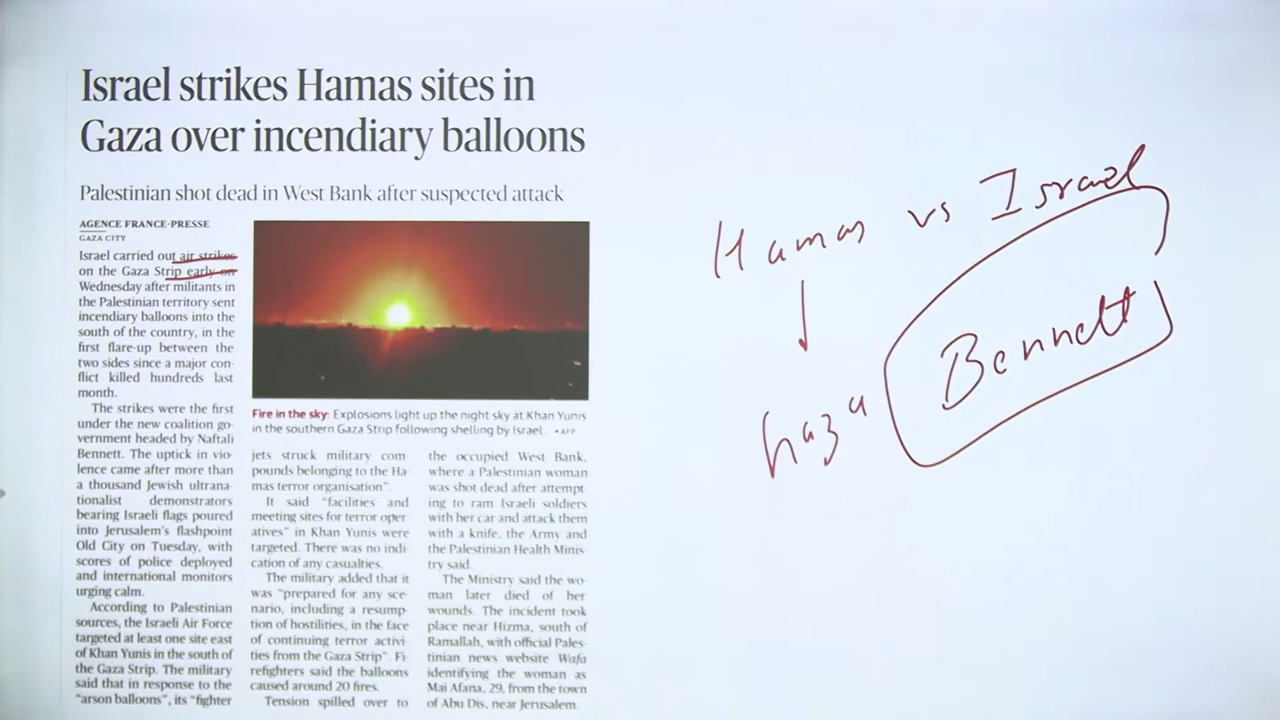 Israel strikes Hamas sites in
Gaza over incendiary balloons
Palestinian shot dead in West Bank after suspected attack
AGENCE FRANCE-PRESSE
GAZA CITY
Israel carried out air strikes
on the Gaza Strip early on
Wednesday after militants in
the Palestinian territory sent
incendiary balloons into the
south of the country, in the
first flare-up between the
two sides since a major con-
flict killed hundreds last
month.
The strikes were the first
under the new coalition go-
vernment headed by Naftali
Bennett. The uptick in vio-
lence came after more than
a thousand Jewish ultrana-
tionalist demonstrators
bearing Israeli flags poured
into Jerusalem's flashpoint
Old City on Tuesday, with
scores of police deployed
and international monitors
urging calm.
According to Palestinian
sources, the Israeli Air Force
targeted at least one site east
of Khan Yunis in the south of
the Gaza Strip. The military
said that in response to the
"arson balloons", its "fighter
Fire in the sky: Explosions light up the night sky at Khan Yunis
in the southern Gaza Strip following shelling by Israel. • AFP
jets struck military com-
pounds belonging to the Ha-
mas terror organisation".
It said "facilities and
meeting sites for terror oper-
atives" in Khan Yunis were
targeted. There was no indi-
cation of any casualties.
The military added that it
was "prepared for any sce-
nario, including a resump-
tion of hostilities, in the face
of continuing terror activi-
ties from the Gaza Strip". Fi-
refighters said the balloons
caused around 20 fires.
Tension spilled over to
the occupied West Bank,
where a Palestinian woman
was shot dead after attempt-
ing to ram Israeli soldiers
with her car and attack them
with a knife, the Army and
the Palestinian Health Minis-
try said.
The Ministry said the wo-
man later died of her
wounds. The incident took
place near Hizma, south of
Ramallah, with official Pales-
tinian news website Wafa
identifying the woman as
Mai Afana, 29, from the town
of Abu Dis, near Jerusalem.
Hamas vs Israel
Bennett
Gaza